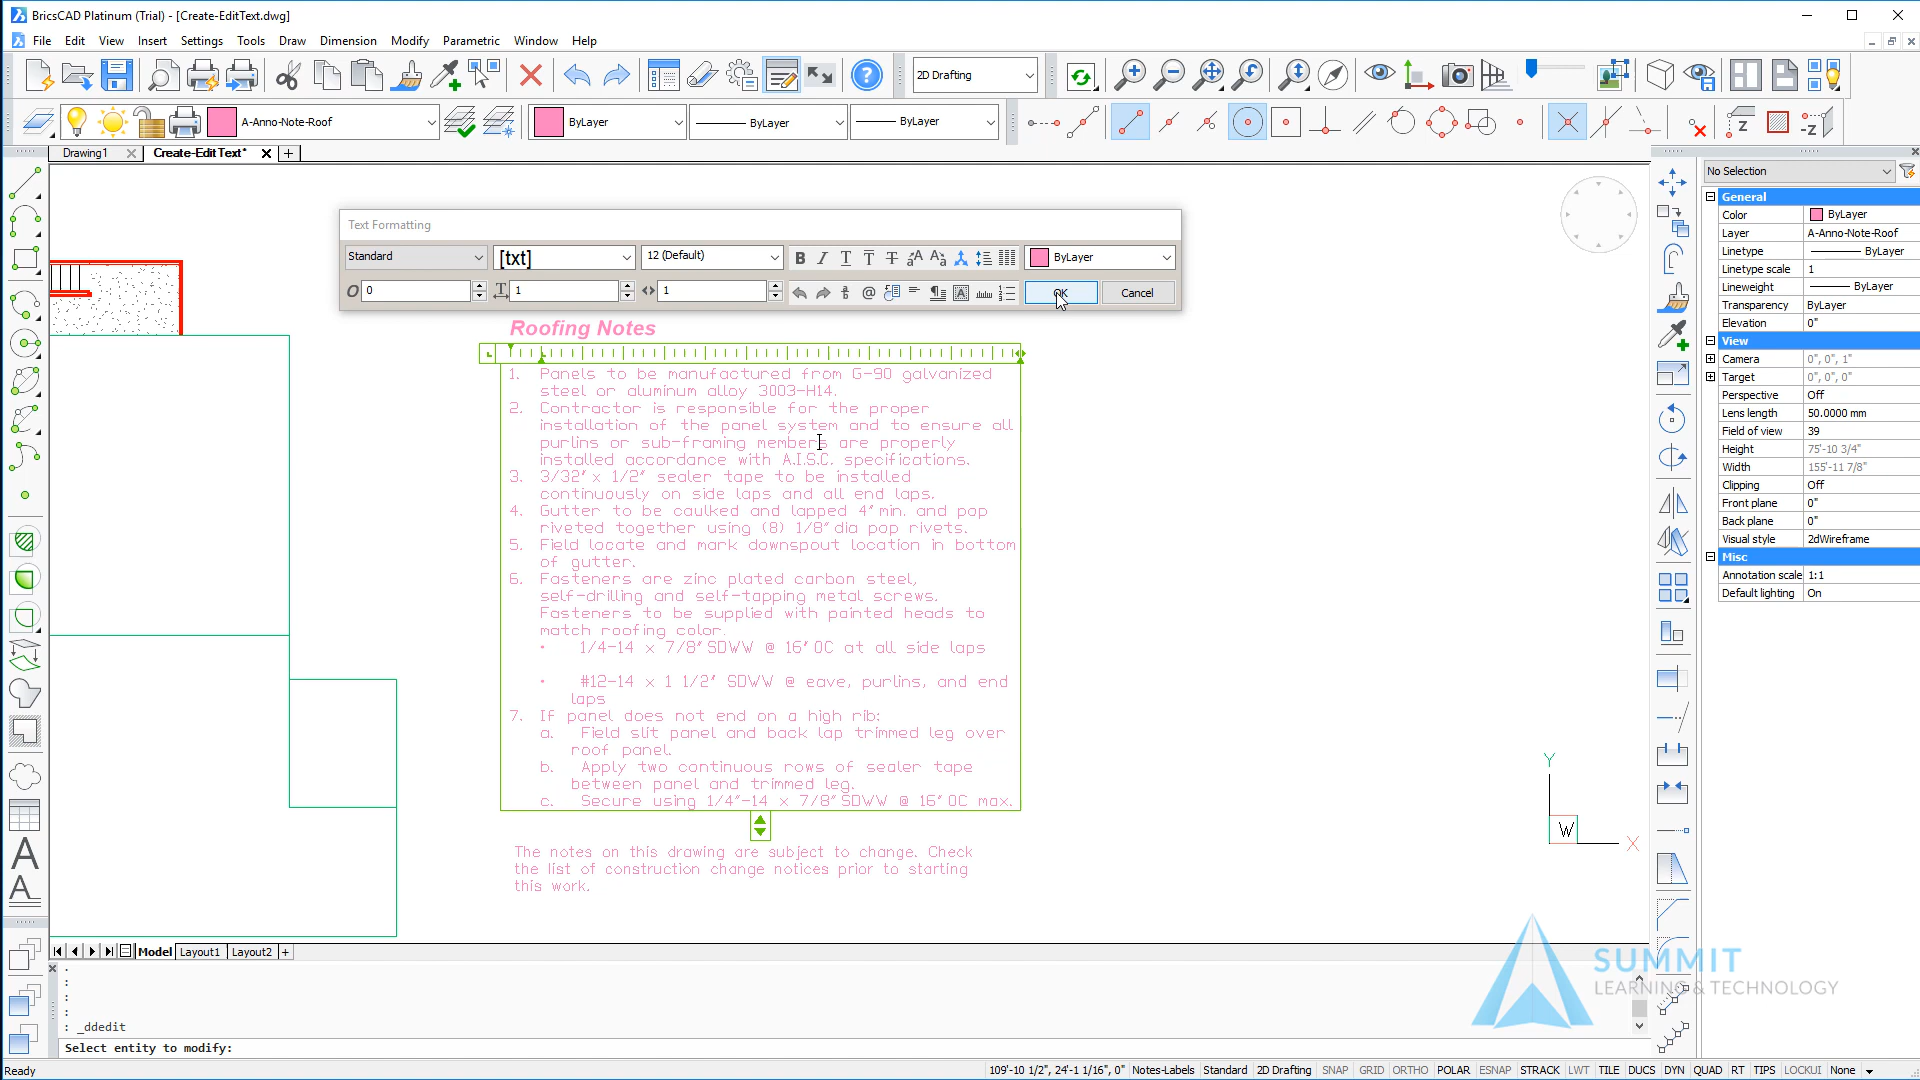 BricsCAD Platinum (Trial) - [Create-EditText.dwg]
File Edit View Insert Settings Tools Draw Dimension Modify Parametric Window Help
2D Drafting
A-Anno-Note-Roof ByLayer ByLayer ByLayer
Drawing1 Create-EditText*
Text Formatting
Standard [txt] 12 (Default) ByLayer
0 1 1 OK Cancel
Roofing Notes
1. Panels to be manufactured from G-90 galvanized
steel or aluminum alloy 3003-H14.
2. Contractor is responsible for the proper
installation of the panel system and to ensure all
purlins or sub-framing members are properly
installed accordance with A.I.S.C. specifications.
3. 3/32" x 1/2" sealer tape to be installed
continuously on side laps and all end laps.
4. Gutter to be caulked and lapped 4" min. and pop
riveted together using (8) 1/8" dia pop rivets.
5. Field locate and mark downspout location in bottom
of gutter.
6. Fasteners are zinc plated carbon steel,
self-drilling and self-tapping metal screws.
Fasteners to be supplied with painted heads to
match roofing color.
• 1/4-14 x 7/8" SDWW @ 16" OC at all side laps
• #12-14 x 1 1/2" SDWW @ eave, purlins, and end
laps
7. If panel does not end on a high rib:
a. Field slit panel and back lap trimmed leg over
roof panel.
b. Apply two continuous rows of sealer tape
between panel and trimmed leg.
c. Secure using 1/4"-14 x 7/8" SDWW @ 16" OC max.
The notes on this drawing are subject to change. Check
the list of construction change notices prior to starting
this work.
Y
W X
No Selection
General
Color ByLayer
Layer A-Anno-Note-Roof
Linetype ByLayer
Linetype scale 1
Lineweight ByLayer
Transparency ByLayer
Elevation 0"
View
Camera 0", 0", 1"
Target 0", 0", 0"
Perspective Off
Lens length 50.0000 mm
Field of view 39
Height 75'-10 3/4"
Width 155'-11 7/8"
Clipping Off
Front plane 0"
Back plane 0"
Visual style 2dWireframe
Misc
Annotation scale 1:1
Default lighting On
Model Layout1 Layout2
:
:
:
:
: _ddedit
Select entity to modify:
SUMMIT
LEARNING & TECHNOLOGY
Ready 109'-10 1/2", 24'-1 1/16", 0" Notes-Labels Standard 2D Drafting SNAP GRID ORTHO POLAR ESNAP STRACK LWT TILE DUCS DYN QUAD RT TIPS LOCKUI None